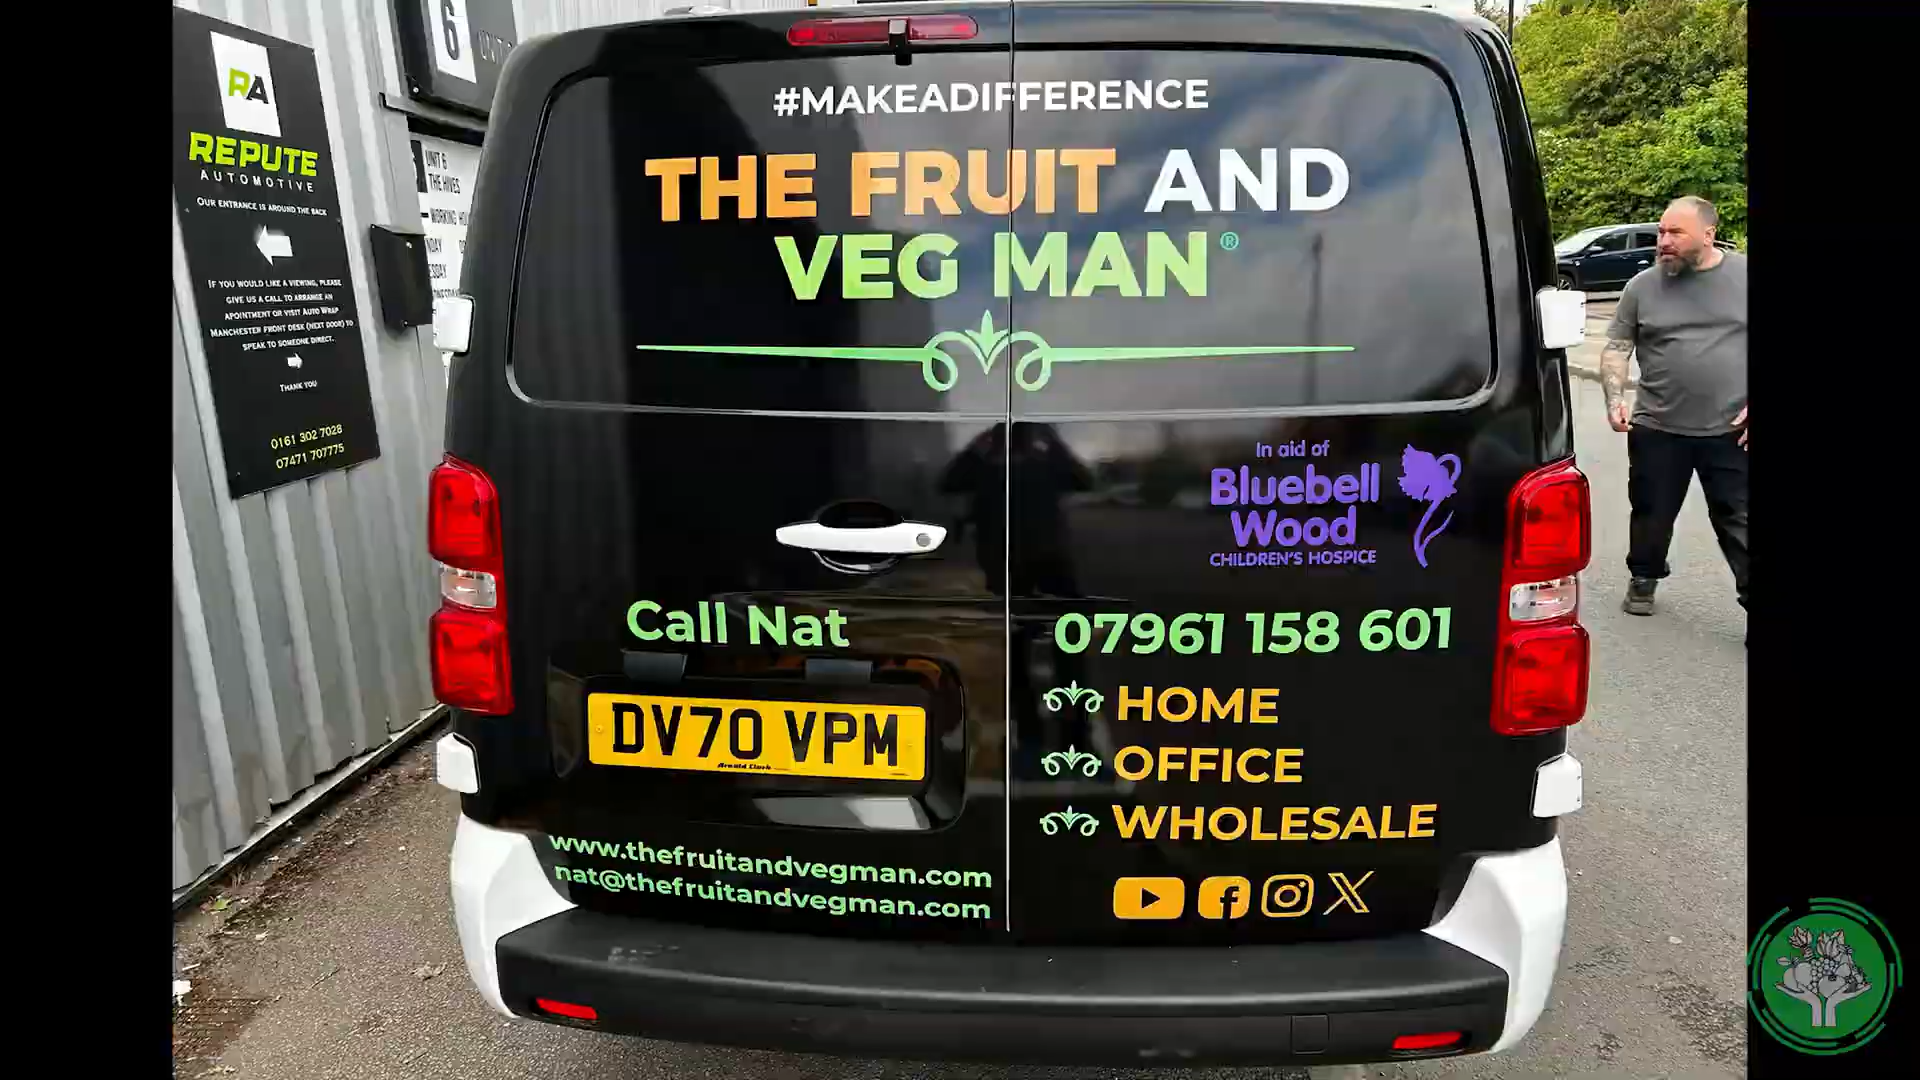 RA
REPUTE
AUTOMOTIVE
OUR ENTRANCE IS AROUND THE BACK
IF YOU WOULD LIKE A VIEWING, PLEASE
GIVE US A CALL TO ARRANGE AN
APOINTMENT OR VISIT AUTO WRAP
MANCHESTER FRONT DESK (NEXT DOOR) TO
SPEAK TO SOMEONE DIRECT.
THANK YOU
0161 302 7028
07471 707775
6
UNIT 6
THE HIVES
#MAKEADIFFERENCE
THE FRUIT AND
VEG MAN®
In aid of
Bluebell
Wood
CHILDREN'S HOSPICE
Call Nat
07961 158 601
DV70 VPM
Arnold Clark
HOME
OFFICE
WHOLESALE
www.thefruitandvegman.com
nat@thefruitandvegman.com